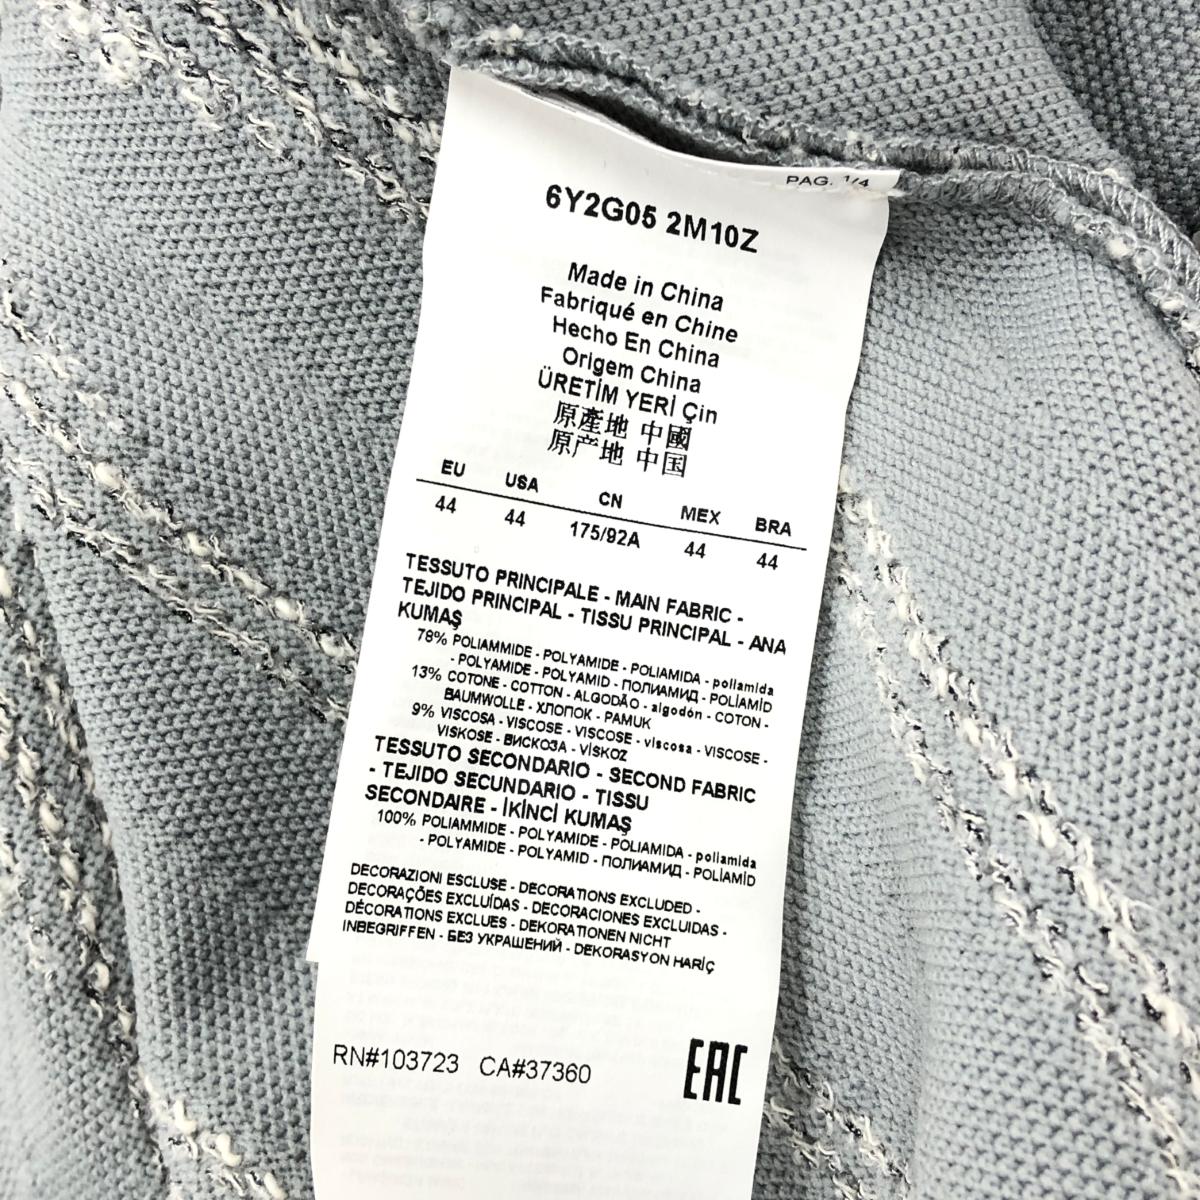 PAG. 1/4
6Y2G05 2M10Z
Made in China
Fabriqué en Chine
Hecho En China
Origem China
ÜRETİM YERİ Çin
原產地 中國
原产地 中国
EU USA CN MEX BRA
44 44 175/92A 44 44
TESSUTO PRINCIPALE - MAIN FABRIC -
TEJIDO PRINCIPAL - TISSU PRINCIPAL - ANA
KUMAŞ
78% POLIAMMIDE - POLYAMIDE - POLIAMIDA - poliamida
- POLYAMIDE - POLYAMID - ПОЛИАМИД - POLİAMİD
13% COTONE - COTTON - ALGODÃO - algodón - COTON -
BAUMWOLLE - ХЛОПОК - PAMUK
9% VISCOSA - VISCOSE - VISCOSE - viscosa - VISCOSE -
VISKOSE - ВИСКОЗА - VİSKOZ
TESSUTO SECONDARIO - SECOND FABRIC
- TEJIDO SECUNDARIO - TISSU
SECONDAIRE - İKİNCİ KUMAŞ
100% POLIAMMIDE - POLYAMIDE - POLIAMIDA - poliamida
- POLYAMIDE - POLYAMID - ПОЛИАМИД - POLİAMİD
DECORAZIONI ESCLUSE - DECORATIONS EXCLUDED -
DECORAÇÕES EXCLUÍDAS - DECORACIONES EXCLUIDAS -
DÉCORATIONS EXCLUES - DEKORATIONEN NICHT
INBEGRIFFEN - БЕЗ УКРАШЕНИЙ - DEKORASYON HARİÇ
RN#103723 CA#37360
EAC